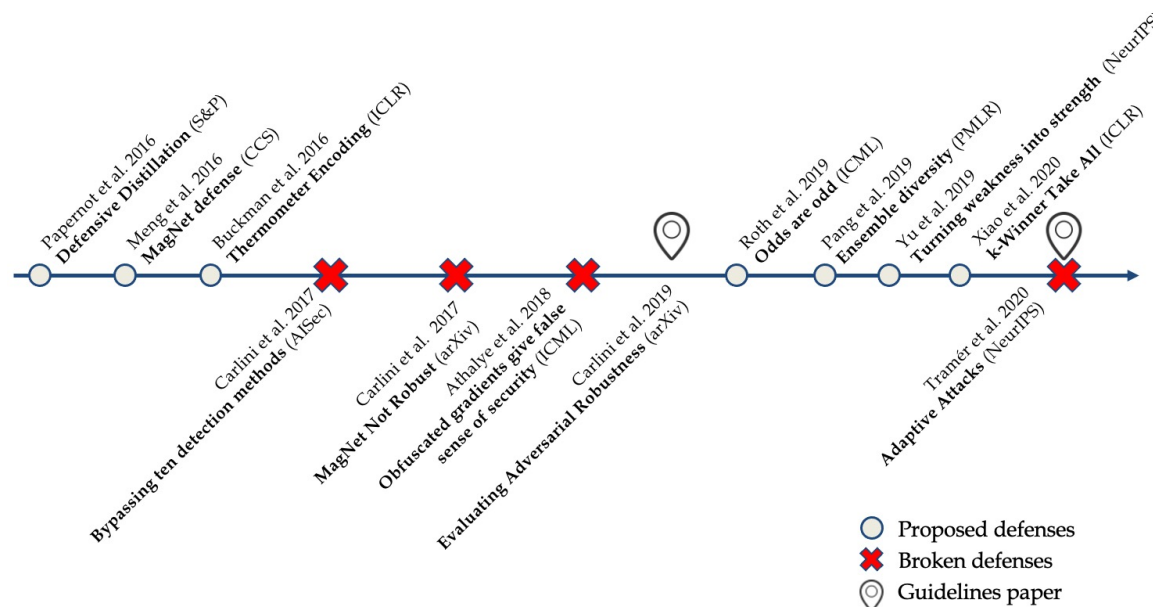 Papernot et al. 2016
Defensive Distillation (S&P)
Meng et al. 2016
MagNet defense (CCS)
Buckman et al. 2016
Thermometer Encoding (ICLR)
Carlini et al. 2017
Bypassing ten detection methods (AISec)
Carlini et al. 2017
MagNet Not Robust (arXiv)
Athalye et al. 2018
Obfuscated gradients give false
sense of security (ICML)
Carlini et al. 2019
Evaluating Adversarial Robustness (arXiv)
Roth et al. 2019
Odds are odd (ICML)
Pang et al. 2019
Ensemble diversity (PMLR)
Yu et al. 2019
Turning weakness into strength (NeurIPS)
Xiao et al. 2020
k-Winner Take All (ICLR)
Tramér et al. 2020
Adaptive Attacks (NeurIPS)
Proposed defenses
Broken defenses
Guidelines paper